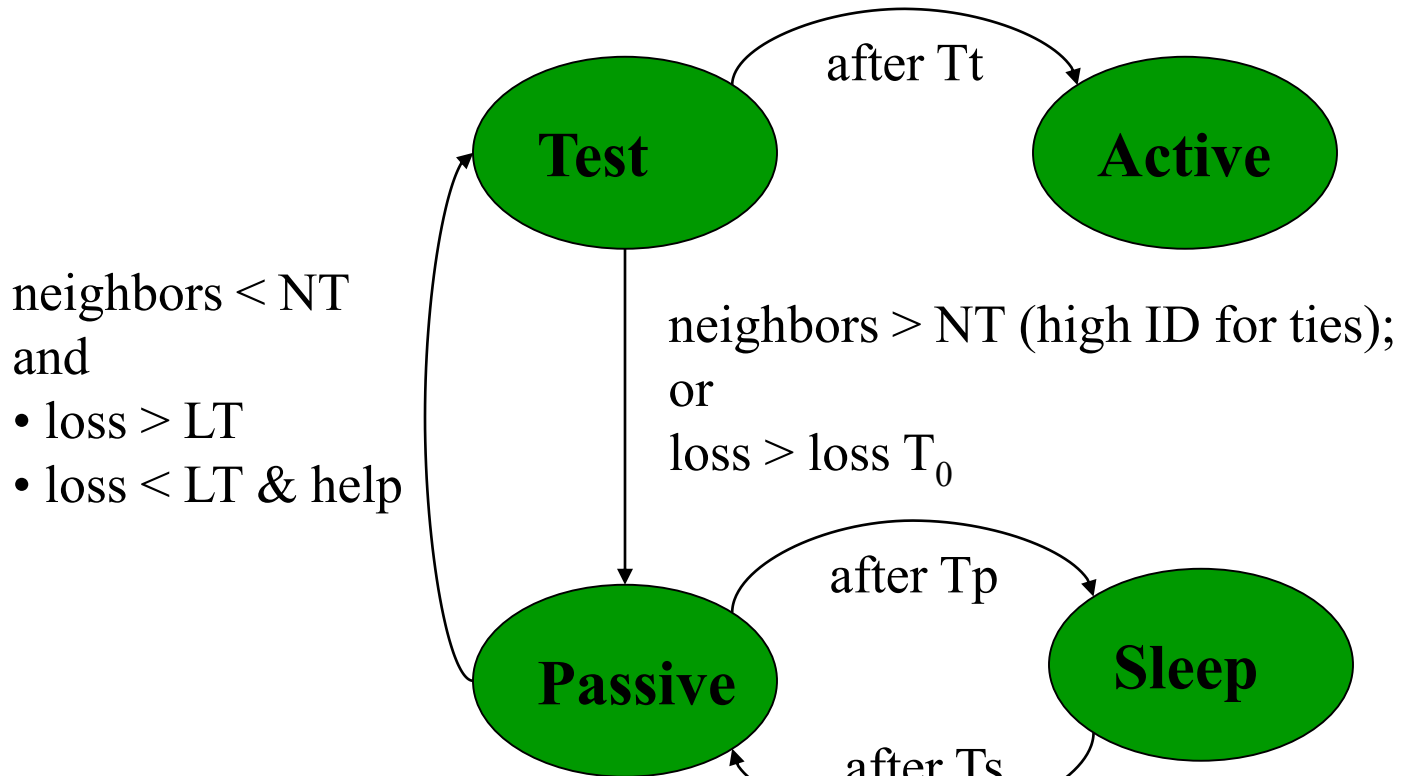 after Tt
Test
Active
neighbors < NT
and
• loss > LT
• loss < LT & help
neighbors > NT (high ID for ties);
or
loss > loss T₀
after Tp
Passive
Sleep
after Ts